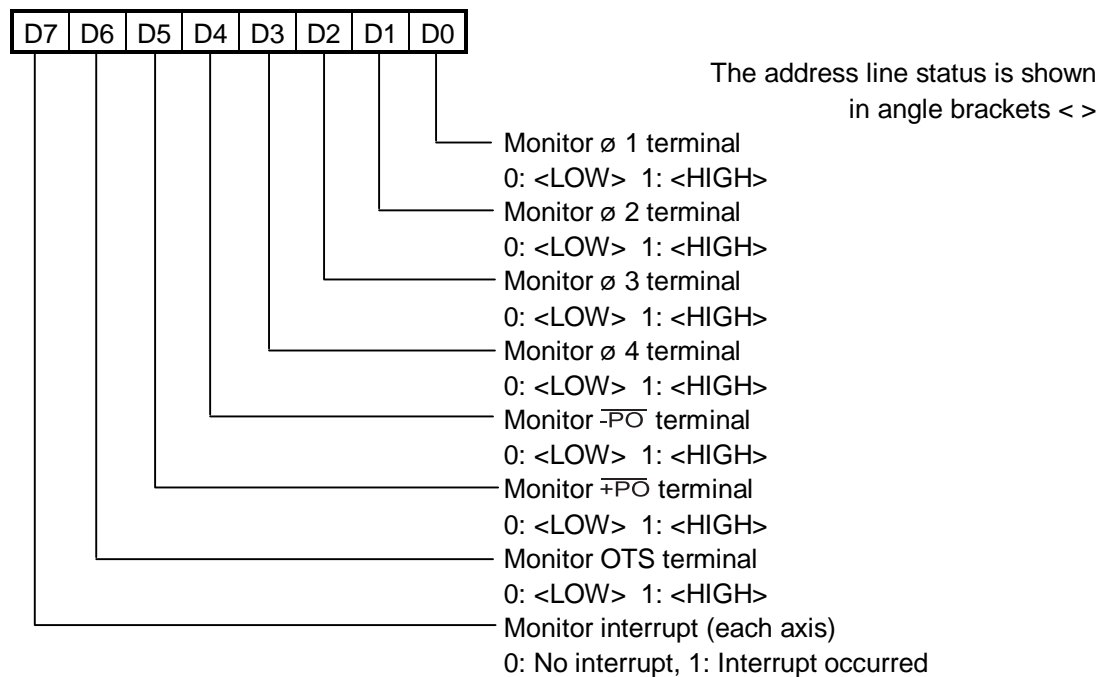 D7 D6 D5 D4 D3 D2 D1 D0
The address line status is shown
in angle brackets < >
Monitor ø 1 terminal
0: <LOW> 1: <HIGH>
Monitor ø 2 terminal
0: <LOW> 1: <HIGH>
Monitor ø 3 terminal
0: <LOW> 1: <HIGH>
Monitor ø 4 terminal
0: <LOW> 1: <HIGH>
Monitor -P̅O̅ terminal
0: <LOW> 1: <HIGH>
Monitor +P̅O̅ terminal
0: <LOW> 1: <HIGH>
Monitor OTS terminal
0: <LOW> 1: <HIGH>
Monitor interrupt (each axis)
0: No interrupt, 1: Interrupt occurred